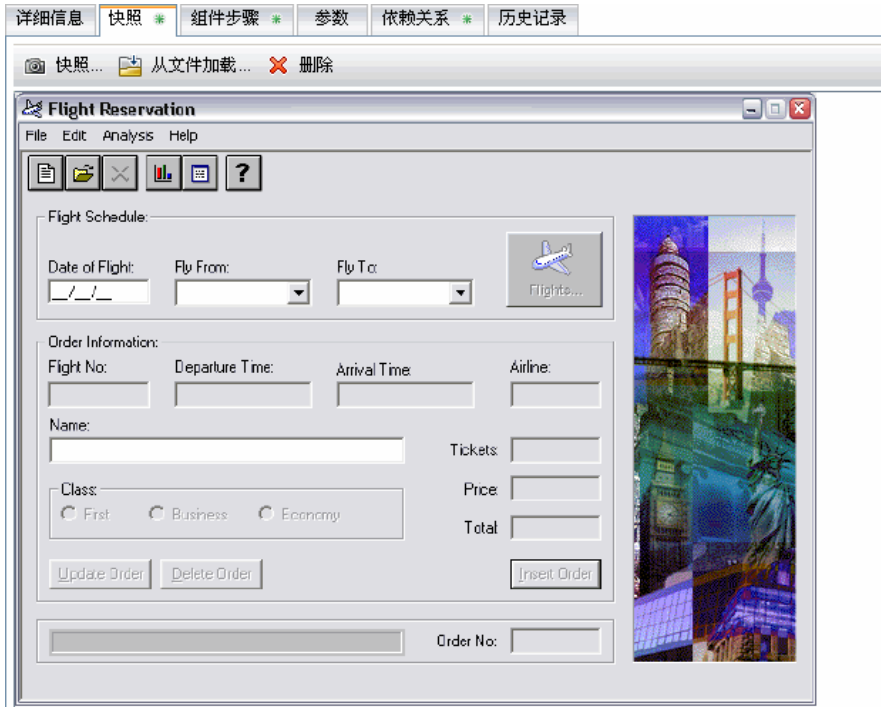 详细信息 快照 * 组件步骤 * 参数 依赖关系 * 历史记录
快照... 从文件加载... 删除
Flight Reservation
File Edit Analysis Help
?
Flight Schedule:
Date of Flight: Fly From: Fly To:
__/__/__
Flights...
Order Information:
Flight No: Departure Time: Arrival Time: Airline:
Name:
Tickets:
Class:
Price:
First Business Economy
Total:
Update Order Delete Order Insert Order
Order No: